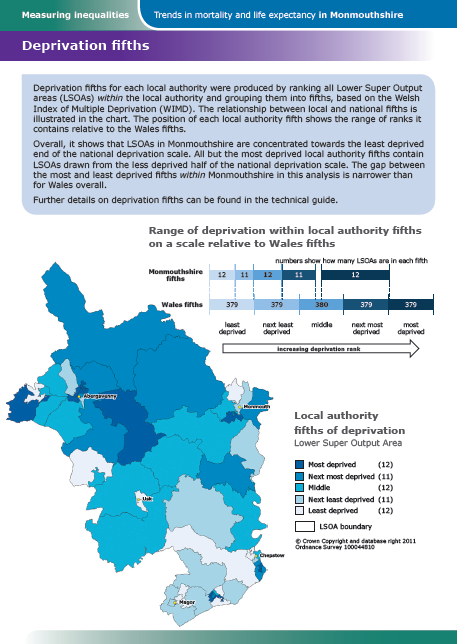 Measuring inequalities
Trends in mortality and life expectancy in Monmouthshire
Deprivation fifths
Deprivation fifths for each local authority were produced by ranking all Lower Super Output
areas (LSOAs) within the local authority and grouping them into fifths, based on the Welsh
Index of Multiple Deprivation (WIMD). The relationship between local and national fifths is
illustrated in the chart. The position of each local authority fifth shows the range of ranks it
contains relative to the Wales fifths.
Overall, it shows that LSOAs in Monmouthshire are concentrated towards the least deprived
end of the national deprivation scale. All but the most deprived local authority fifths contain
LSOAs drawn from the less deprived half of the national deprivation scale. The gap between
the most and least deprived fifths within Monmouthshire in this analysis is narrower than
for Wales overall.
Further details on deprivation fifths can be found in the technical guide.
Range of deprivation within local authority fifths
on a scale relative to Wales fifths
numbers show how many LSOAs are in each fifth
Monmouthshire
fifths
12 11 12 11 12
Wales fifths
379 379 380 379 379
least
deprived
next least
deprived
middle
next most
deprived
most
deprived
increasing deprivation rank
Abergavenny
Monmouth
Usk
Chepstow
Magor
Local authority
fifths of deprivation
Lower Super Output Area
Most deprived (12)
Next most deprived (11)
Middle (12)
Next least deprived (11)
Least deprived (12)
LSOA boundary
© Crown Copyright and database right 2011
Ordnance Survey 100044810